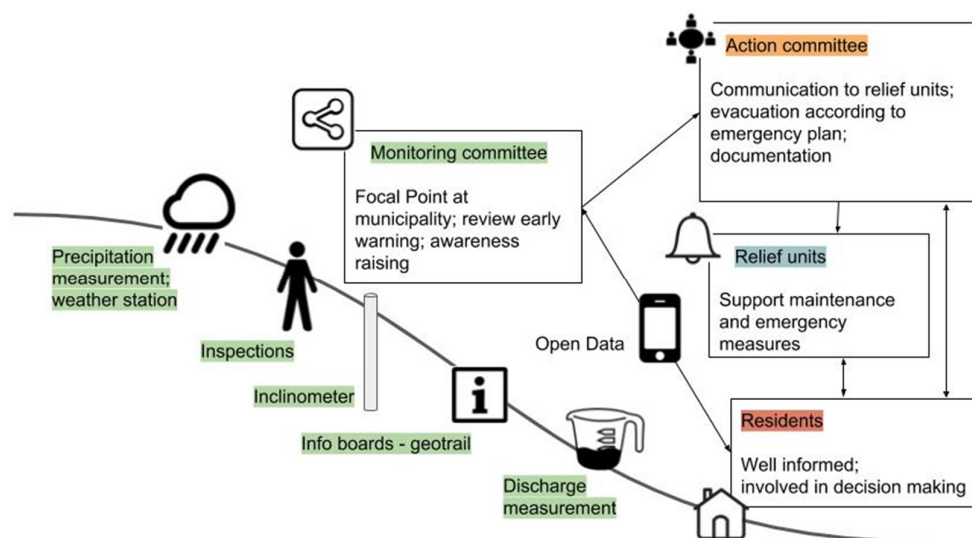 Action committee
Communication to relief units;
evacuation according to
emergency plan;
documentation
Monitoring committee
Focal Point at
municipality; review early
warning; awareness
raising
Precipitation
measurement;
weather station
Relief units
Support maintenance
and emergency
measures
Inspections
Open Data
Inclinometer
i
Info boards - geotrail
Residents
Well informed;
involved in decision making
Discharge
measurement